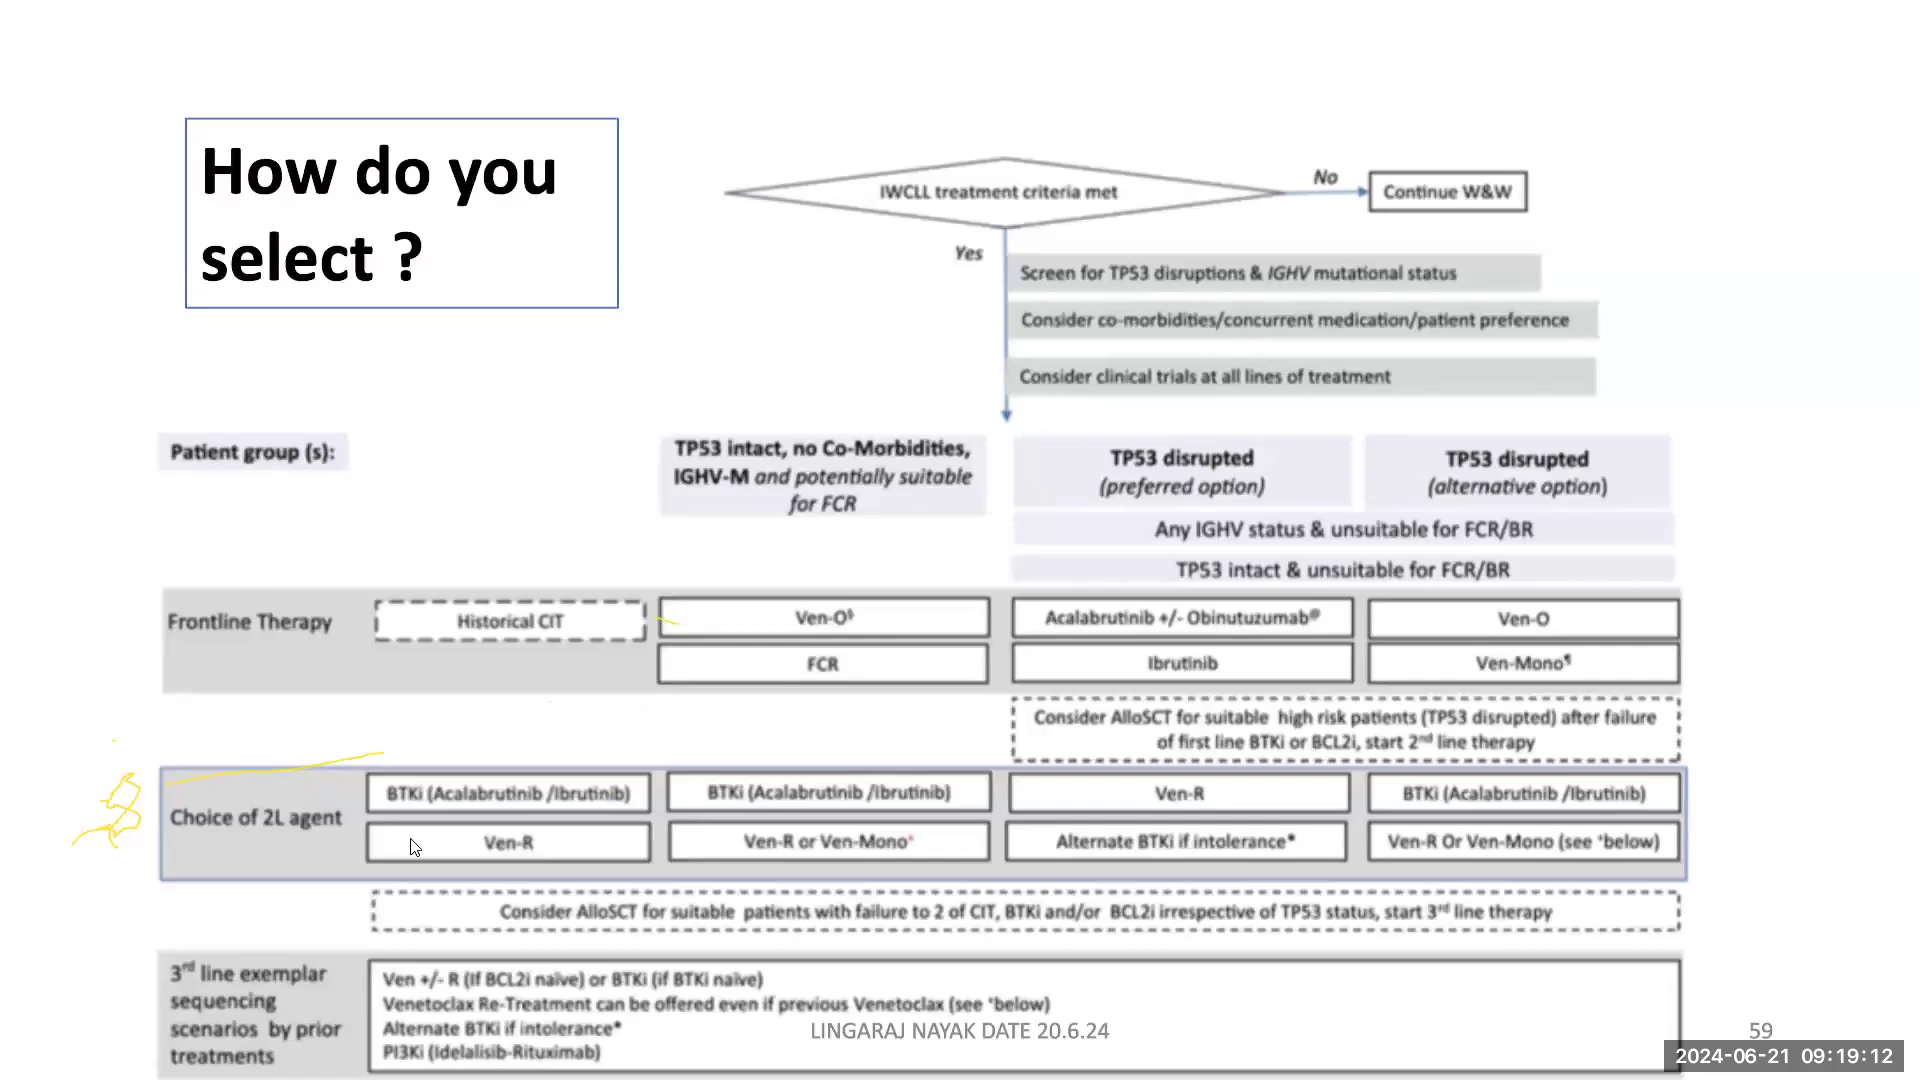 How do you
select ?
IWCLL treatment criteria met
No
Continue W&W
Yes
Screen for TP53 disruptions & IGHV mutational status
Consider co-morbidities/concurrent medication/patient preference
Consider clinical trials at all lines of treatment
Patient group (s):
TP53 intact, no Co-Morbidities,
IGHV-M and potentially suitable
for FCR
TP53 disrupted
(preferred option)
TP53 disrupted
(alternative option)
Any IGHV status & unsuitable for FCR/BR
TP53 intact & unsuitable for FCR/BR
Frontline Therapy
Historical CIT
Ven-O§
Acalabrutinib +/- Obinutuzumab@
Ven-O
FCR
Ibrutinib
Ven-Mono¶
Consider AlloSCT for suitable high risk patients (TP53 disrupted) after failure
of first line BTKi or BCL2i, start 2nd line therapy
Choice of 2L agent
BTKi (Acalabrutinib /Ibrutinib)
BTKi (Acalabrutinib /Ibrutinib)
Ven-R
BTKi (Acalabrutinib /Ibrutinib)
Ven-R
Ven-R or Ven-Mono+
Alternate BTKi if intolerance*
Ven-R Or Ven-Mono (see +below)
Consider AlloSCT for suitable patients with failure to 2 of CIT, BTKi and/or BCL2i irrespective of TP53 status, start 3rd line therapy
3rd line exemplar
sequencing
scenarios by prior
treatments
Ven +/- R (If BCL2i naïve) or BTKi (if BTKi naïve)
Venetoclax Re-Treatment can be offered even if previous Venetoclax (see +below)
Alternate BTKi if intolerance*
PI3Ki (Idelalisib-Rituximab)
LINGARAJ NAYAK DATE 20.6.24
59
2024-06-21 09:19:12